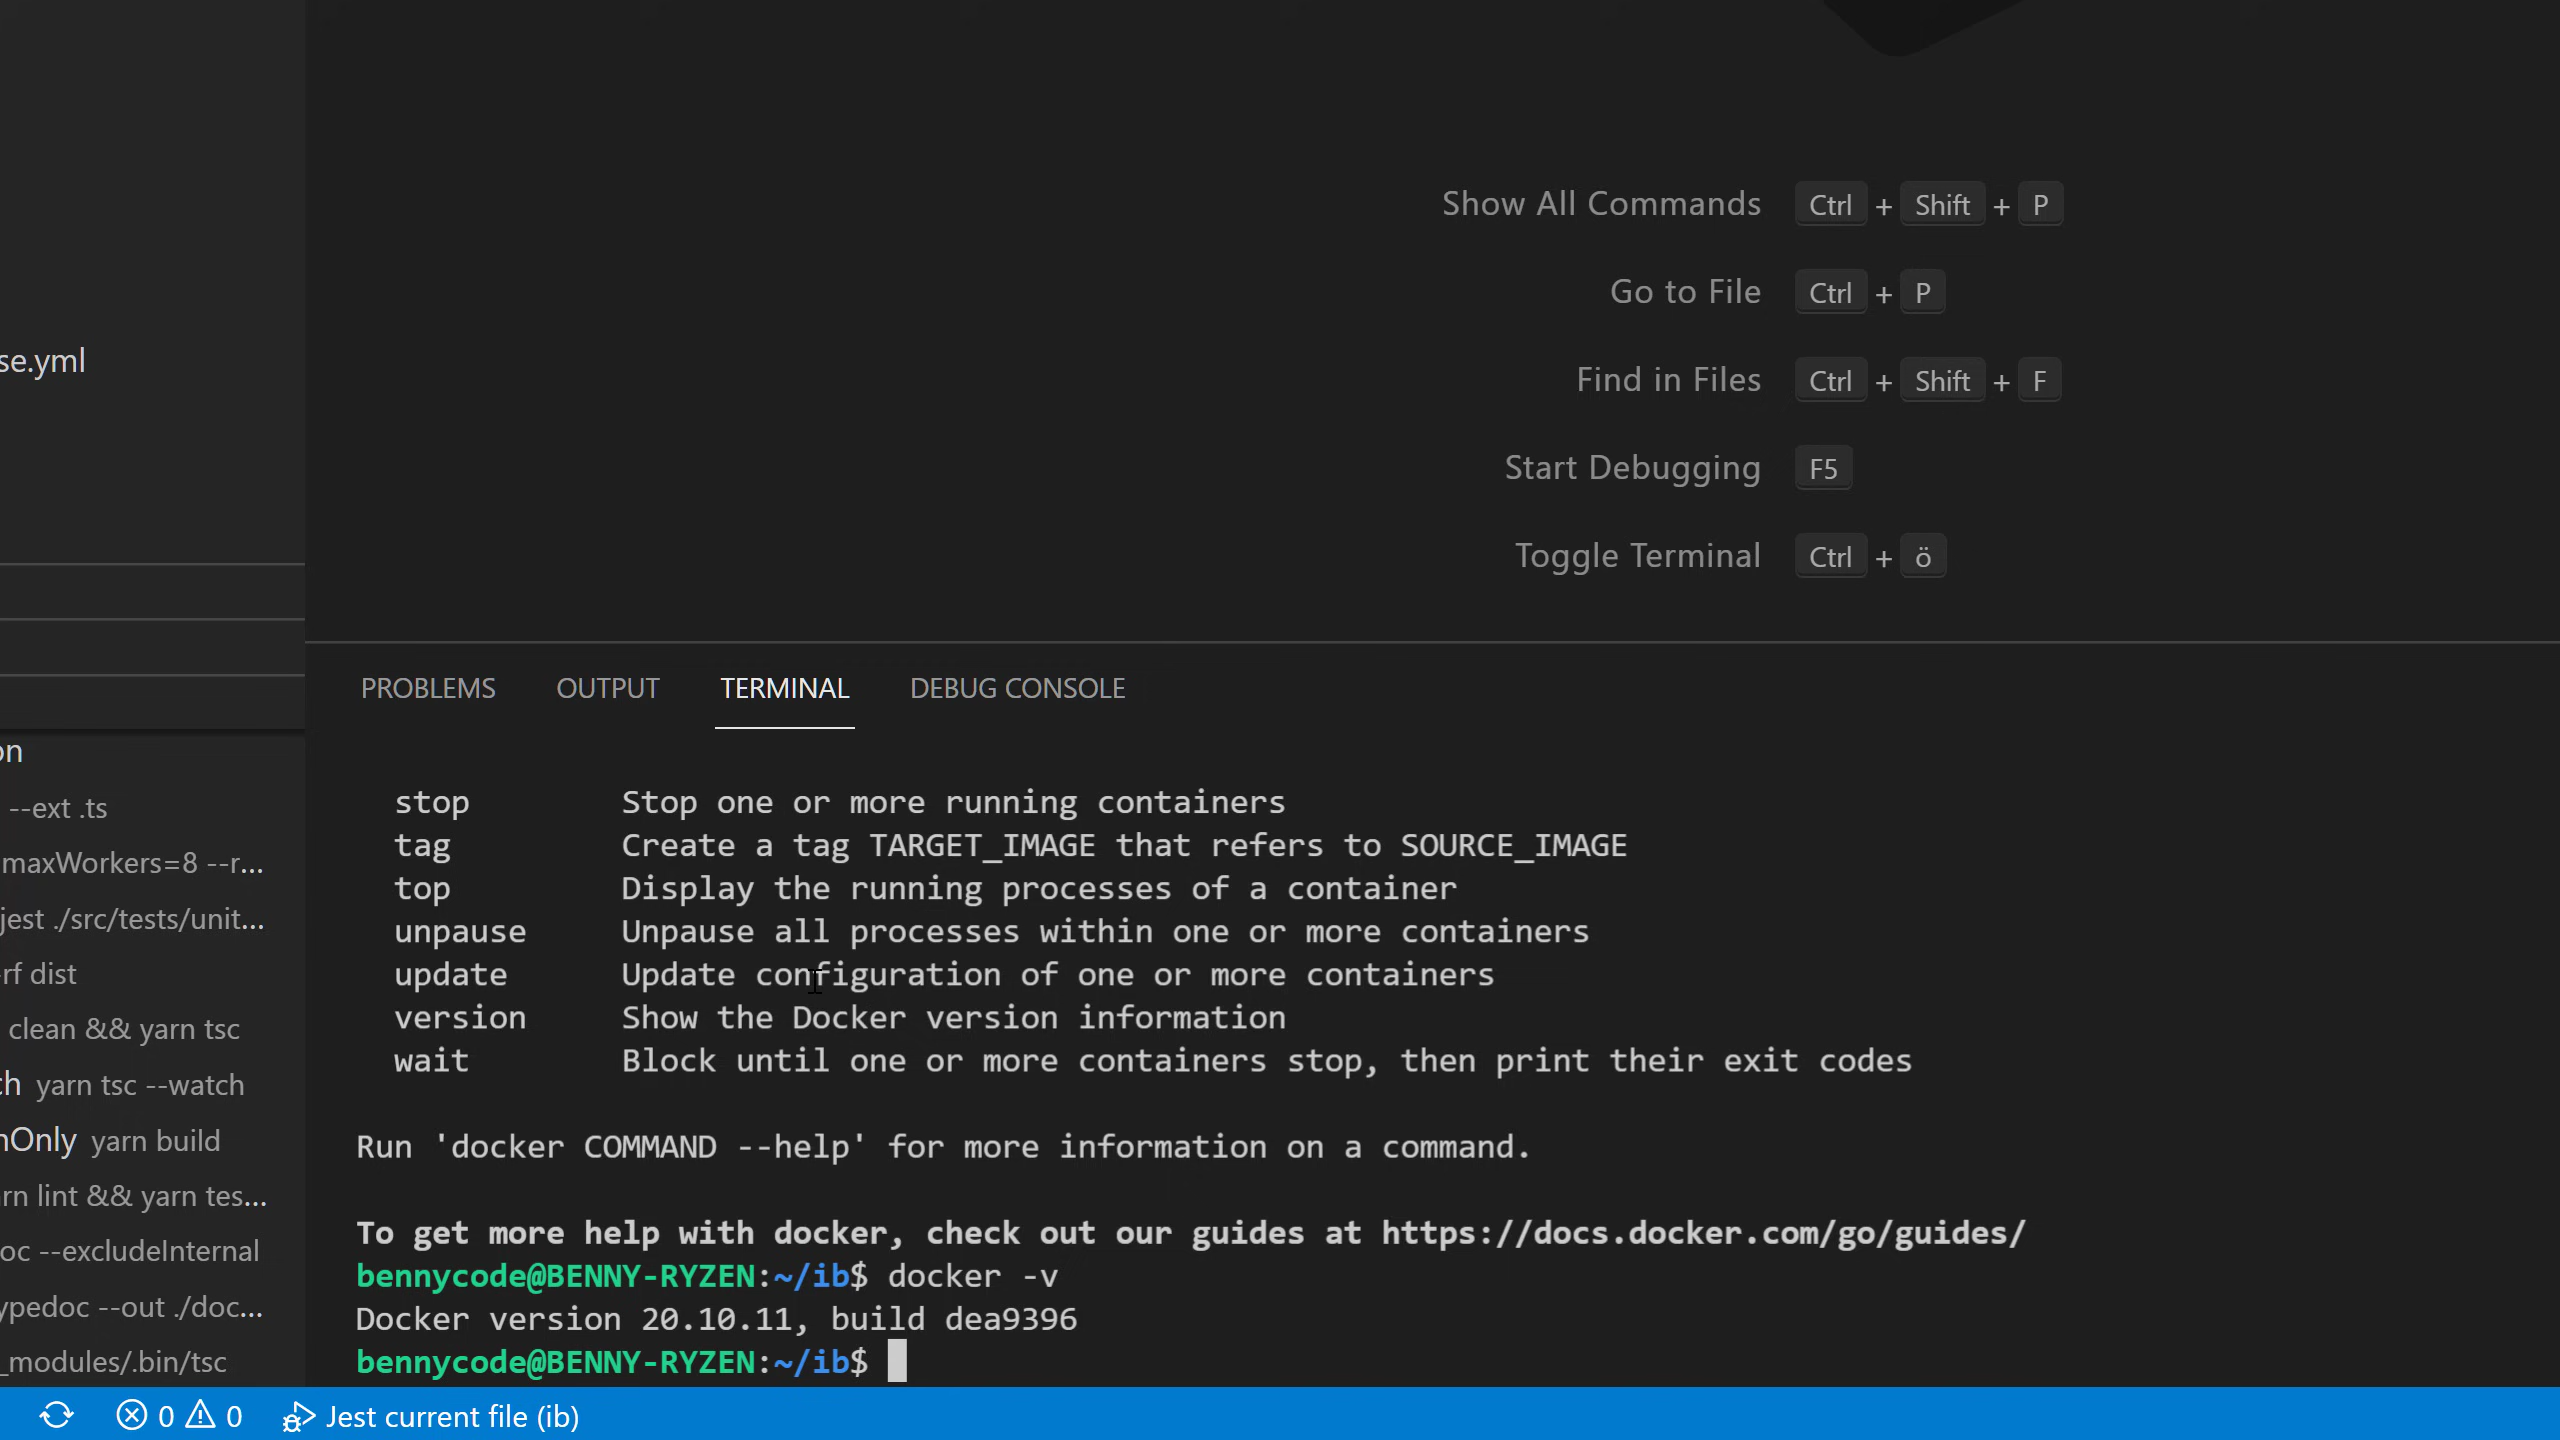 Show All Commands Ctrl + Shift + P
Go to File Ctrl + P
Find in Files Ctrl + Shift + F
Start Debugging F5
Toggle Terminal Ctrl + ö
se.yml
on
--ext .ts
maxWorkers=8 --r...
jest ./src/tests/unit...
rf dist
clean && yarn tsc
ch yarn tsc --watch
nOnly yarn build
rn lint && yarn tes...
oc --excludeInternal
ypedoc --out ./doc...
_modules/.bin/tsc
PROBLEMS OUTPUT TERMINAL DEBUG CONSOLE
stop Stop one or more running containers
tag Create a tag TARGET_IMAGE that refers to SOURCE_IMAGE
top Display the running processes of a container
unpause Unpause all processes within one or more containers
update Update configuration of one or more containers
version Show the Docker version information
wait Block until one or more containers stop, then print their exit codes
Run 'docker COMMAND --help' for more information on a command.
To get more help with docker, check out our guides at https://docs.docker.com/go/guides/
bennycode@BENNY-RYZEN:~/ib$ docker -v
Docker version 20.10.11, build dea9396
bennycode@BENNY-RYZEN:~/ib$
0 0 Jest current file (ib)